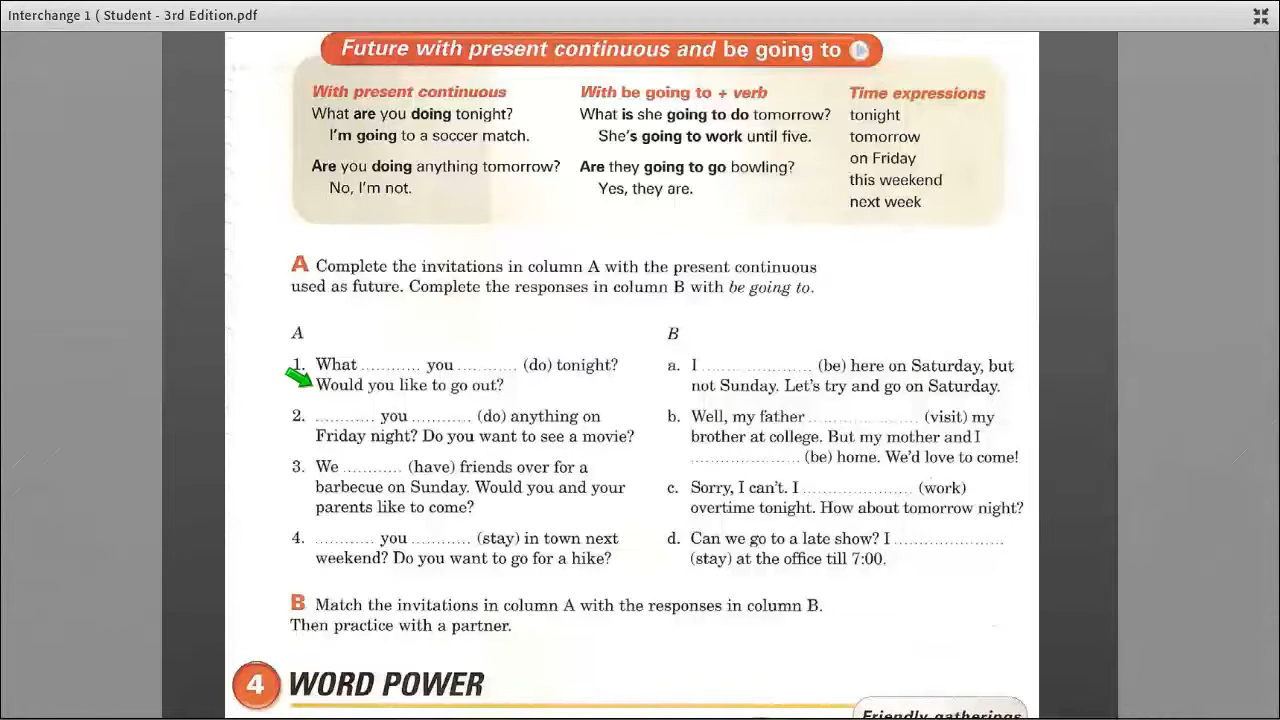 Interchange 1 ( Student - 3rd Edition.pdf
Future with present continuous and be going to
With present continuous
What are you doing tonight?
I'm going to a soccer match.
Are you doing anything tomorrow?
No, I'm not.
With be going to + verb
What is she going to do tomorrow?
She's going to work until five.
Are they going to go bowling?
Yes, they are.
Time expressions
tonight
tomorrow
on Friday
this weekend
next week
A Complete the invitations in column A with the present continuous
used as future. Complete the responses in column B with be going to.
A
1. What ............ you ............ (do) tonight?
Would you like to go out?
2. ............ you ............ (do) anything on
Friday night? Do you want to see a movie?
3. We ............ (have) friends over for a
barbecue on Sunday. Would you and your
parents like to come?
4. ............ you ............ (stay) in town next
weekend? Do you want to go for a hike?
B
a. I ...................... (be) here on Saturday, but
not Sunday. Let's try and go on Saturday.
b. Well, my father ...................... (visit) my
brother at college. But my mother and I
...................... (be) home. We'd love to come!
c. Sorry, I can't. I ...................... (work)
overtime tonight. How about tomorrow night?
d. Can we go to a late show? I ......................
(stay) at the office till 7:00.
B Match the invitations in column A with the responses in column B.
Then practice with a partner.
4 WORD POWER
Friendly gatherings